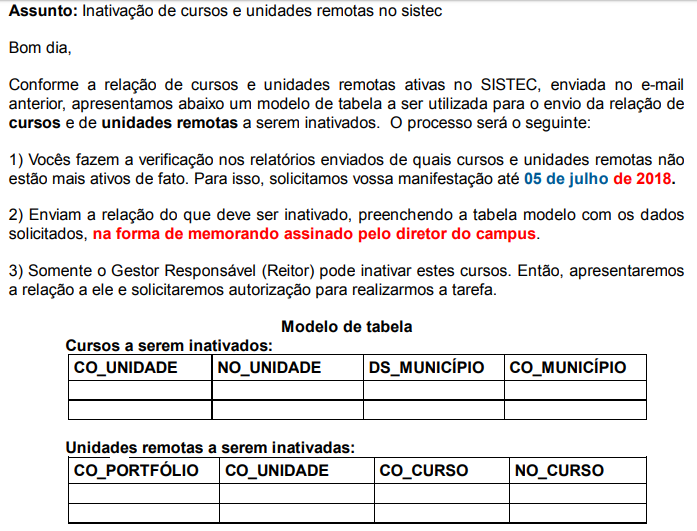 Assunto: Inativação de cursos e unidades remotas no sistec
Bom dia,
Conforme a relação de cursos e unidades remotas ativas no SISTEC, enviada no e-mail
anterior, apresentamos abaixo um modelo de tabela a ser utilizada para o envio da relação de
cursos e de unidades remotas a serem inativados. O processo será o seguinte:
1) Vocês fazem a verificação nos relatórios enviados de quais cursos e unidades remotas não
estão mais ativos de fato. Para isso, solicitamos vossa manifestação até 05 de julho de 2018.
2) Enviam a relação do que deve ser inativado, preenchendo a tabela modelo com os dados
solicitados, na forma de memorando assinado pelo diretor do campus.
3) Somente o Gestor Responsável (Reitor) pode inativar estes cursos. Então, apresentaremos
a relação a ele e solicitaremos autorização para realizarmos a tarefa.
Modelo de tabela
Cursos a serem inativados:
CO_UNIDADE NO_UNIDADE DS_MUNICÍPIO CO_MUNICÍPIO
Unidades remotas a serem inativadas:
CO_PORTFÓLIO CO_UNIDADE CO_CURSO NO_CURSO